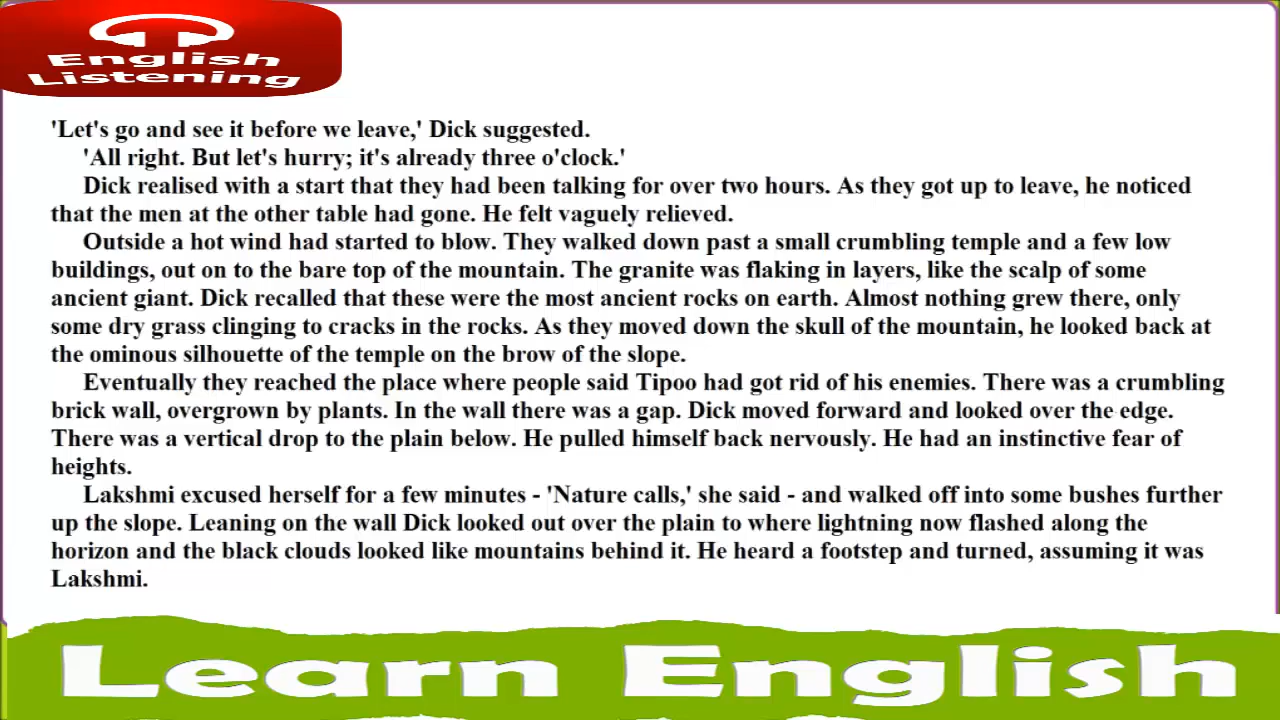 English
Listening
'Let's go and see it before we leave,' Dick suggested.
'All right. But let's hurry; it's already three o'clock.'
Dick realised with a start that they had been talking for over two hours. As they got up to leave, he noticed
that the men at the other table had gone. He felt vaguely relieved.
Outside a hot wind had started to blow. They walked down past a small crumbling temple and a few low
buildings, out on to the bare top of the mountain. The granite was flaking in layers, like the scalp of some
ancient giant. Dick recalled that these were the most ancient rocks on earth. Almost nothing grew there, only
some dry grass clinging to cracks in the rocks. As they moved down the skull of the mountain, he looked back at
the ominous silhouette of the temple on the brow of the slope.
Eventually they reached the place where people said Tipoo had got rid of his enemies. There was a crumbling
brick wall, overgrown by plants. In the wall there was a gap. Dick moved forward and looked over the edge.
There was a vertical drop to the plain below. He pulled himself back nervously. He had an instinctive fear of
heights.
Lakshmi excused herself for a few minutes - 'Nature calls,' she said - and walked off into some bushes further
up the slope. Leaning on the wall Dick looked out over the plain to where lightning now flashed along the
horizon and the black clouds looked like mountains behind it. He heard a footstep and turned, assuming it was
Lakshmi.
Learn English